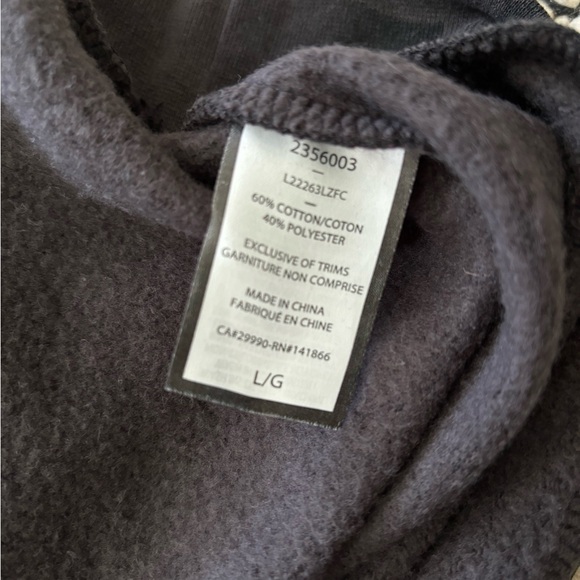 2356003
—
L22263LZFC
—
60% COTTON/COTON
40% POLYESTER
EXCLUSIVE OF TRIMS
GARNITURE NON COMPRISE
MADE IN CHINA
FABRIQUÉ EN CHINE
CA#29990-RN#141866
L/G